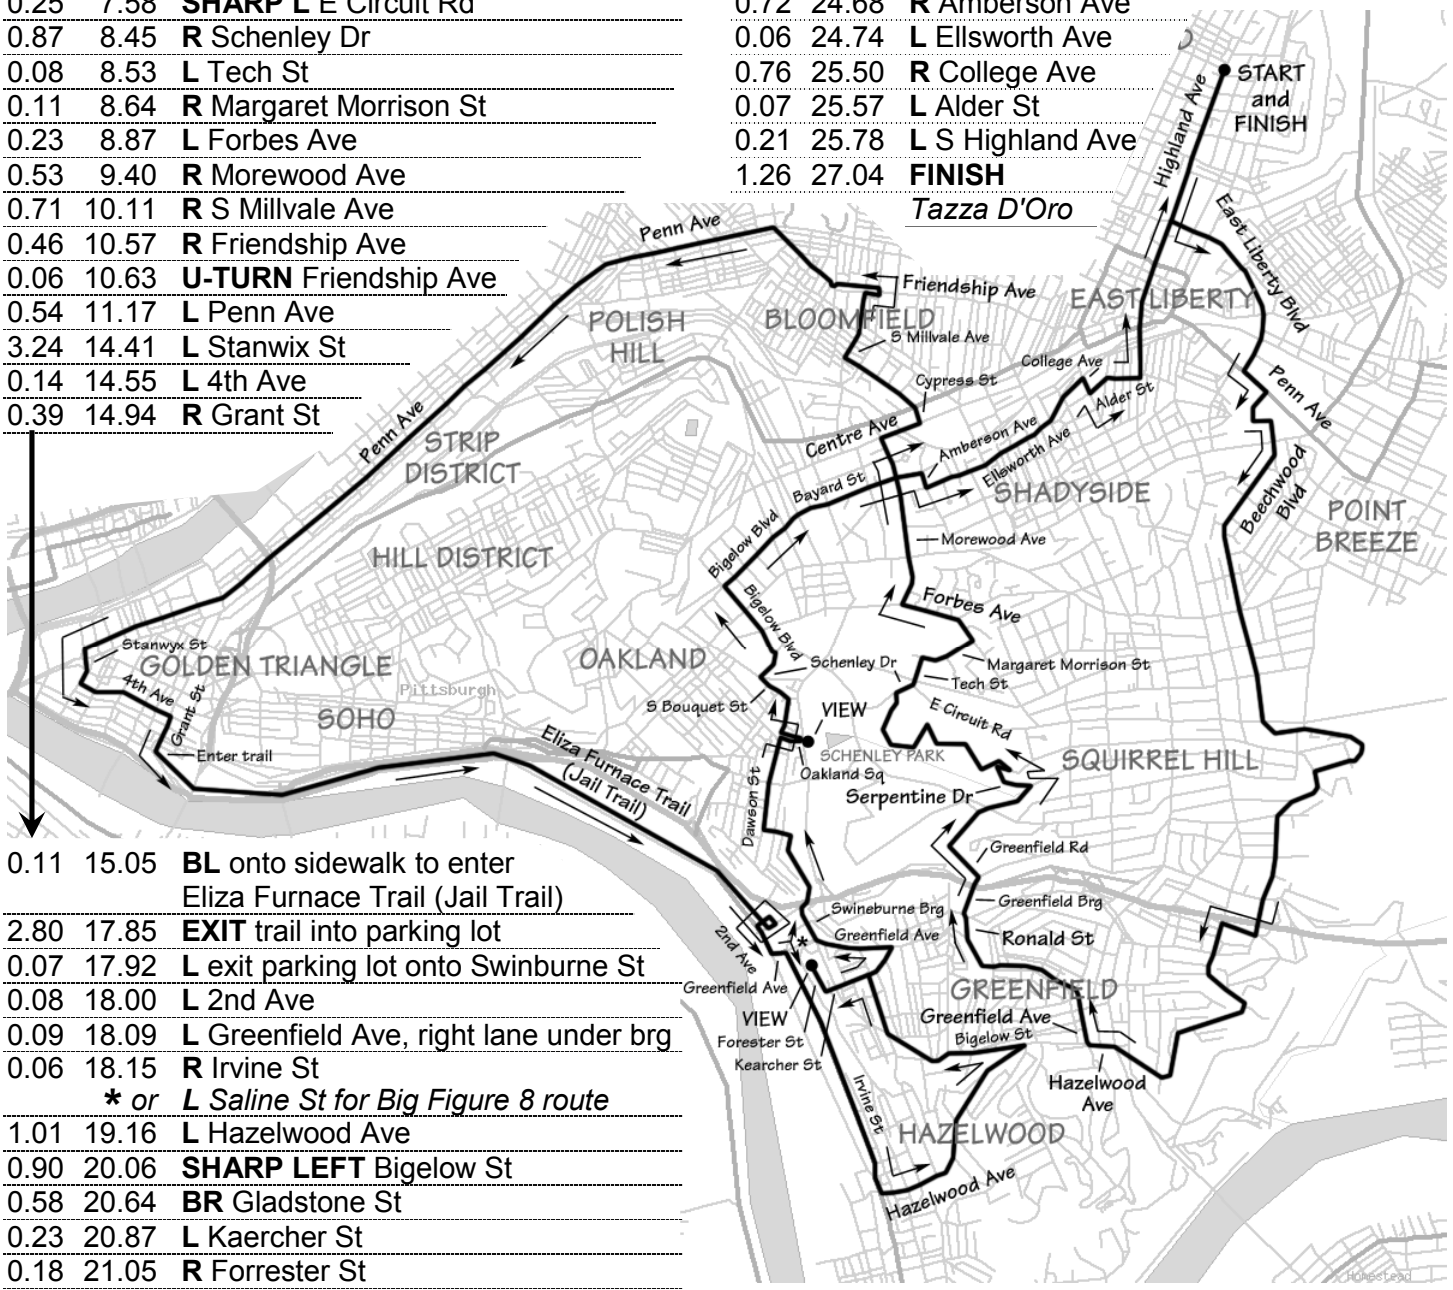 0.25 7.58 SHARP L E Circuit Rd
0.87 8.45 R Schenley Dr
0.08 8.53 L Tech St
0.11 8.64 R Margaret Morrison St
0.23 8.87 L Forbes Ave
0.53 9.40 R Morewood Ave
0.71 10.11 R S Millvale Ave
0.46 10.57 R Friendship Ave
0.06 10.63 U-TURN Friendship Ave
0.54 11.17 L Penn Ave
3.24 14.41 L Stanwix St
0.14 14.55 L 4th Ave
0.39 14.94 R Grant St
0.11 15.05 BL onto sidewalk to enter
Eliza Furnace Trail (Jail Trail)
2.80 17.85 EXIT trail into parking lot
0.07 17.92 L exit parking lot onto Swinburne St
0.08 18.00 L 2nd Ave
0.09 18.09 L Greenfield Ave, right lane under brg
0.06 18.15 R Irvine St
* or L Saline St for Big Figure 8 route
1.01 19.16 L Hazelwood Ave
0.90 20.06 SHARP LEFT Bigelow St
0.58 20.64 BR Gladstone St
0.23 20.87 L Kaercher St
0.18 21.05 R Forrester St
0.72 24.68 R Amberson Ave
0.06 24.74 L Ellsworth Ave
0.76 25.50 R College Ave
0.07 25.57 L Alder St
0.21 25.78 L S Highland Ave
1.26 27.04 FINISH
Tazza D'Oro
START
and
FINISH
Highland Ave
East Liberty Blvd
Penn Ave
Friendship Ave
EAST LIBERTY
POLISH
HILL
BLOOMFIELD
S Millvale Ave
College Ave
Cypress St
Penn Ave
Alder St
Penn Ave
STRIP
DISTRICT
Centre Ave
Amberson Ave
Ellsworth Ave
Beechwood
Blvd
Bayard St
SHADYSIDE
POINT
BREEZE
HILL DISTRICT
Bigelow Blvd
Morewood Ave
Bigelow Blvd
Forbes Ave
Stanwyx St
GOLDEN TRIANGLE
OAKLAND
Schenley Dr
Margaret Morrison St
Tech St
4th Ave
Pittsburgh
Grant St
SOHO
S Bouquet St
VIEW
E Circuit Rd
Enter trail
Eliza Furnace Trail
(Jail Trail)
SCHENLEY PARK
SQUIRREL HILL
Oakland Sq
Serpentine Dr
Dawson St
Greenfield Rd
Swineburne Brg
Greenfield Brg
Greenfield Ave
Ronald St
2nd Ave
*
Greenfield Ave
GREENFIELD
VIEW
Greenfield Ave
Forester St
Bigelow St
Kearcher St
Irvine St
Hazelwood
Ave
HAZELWOOD
Hazelwood Ave
Homestead